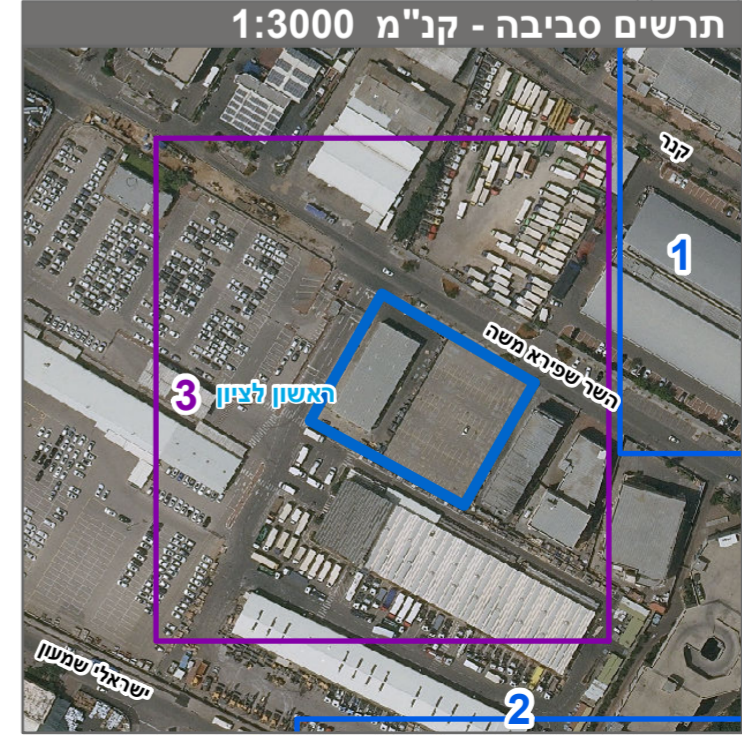 תרשים סביבה - קנ"מ 1:3000
קנר
1
השר שפירא משה
3
ראשון לציון
ישראלי שמעון
2